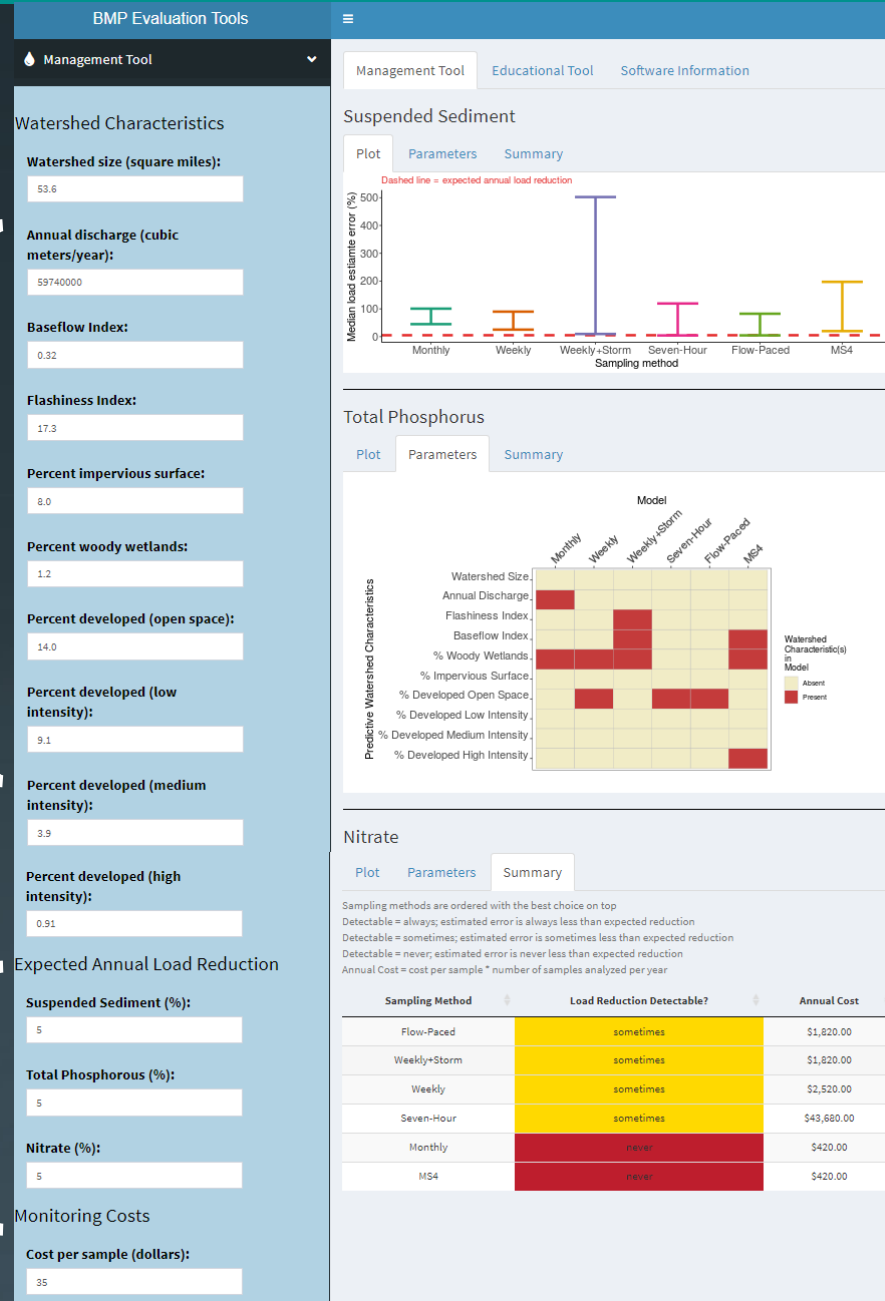 BMP Evaluation Tools
Management Tool
Watershed Characteristics
Watershed size (square miles):
53.6
Annual discharge (cubic
meters/year):
59740000
Baseflow Index:
0.32
Flashiness Index:
17.3
Percent impervious surface:
8.0
Percent woody wetlands:
1.2
Percent developed (open space):
14.0
Percent developed (low
intensity):
9.1
Percent developed (medium
intensity):
3.9
Percent developed (high
intensity):
0.91
Expected Annual Load Reduction
Suspended Sediment (%):
5
Total Phosphorous (%):
5
Nitrate (%):
5
Monitoring Costs
Cost per sample (dollars):
35
Management Tool Educational Tool Software Information
Suspended Sediment
Plot Parameters Summary
Dashed line = expected annual load reduction
Median load estiamte error (%)
500
400
300
200
100
0
Monthly Weekly Weekly+Storm Seven-Hour Flow-Paced MS4
Sampling method
Total Phosphorus
Plot Parameters Summary
Model
Monthly Weekly Weekly+Storm Seven-Hour Flow-Paced MS4
Predictive Watershed Characteristics
Watershed Size
Annual Discharge
Flashiness Index
Baseflow Index
% Woody Wetlands
% Impervious Surface
% Developed Open Space
% Developed Low Intensity
% Developed Medium Intensity
% Developed High Intensity
Watershed
Characteristic(s)
in
Model
Absent
Present
Nitrate
Plot Parameters Summary
Sampling methods are ordered with the best choice on top
Detectable = always; estimated error is always less than expected reduction
Detectable = sometimes; estimated error is sometimes less than expected reduction
Detectable = never; estimated error is never less than expected reduction
Annual Cost = cost per sample * number of samples analyzed per year
Sampling Method Load Reduction Detectable? Annual Cost
Flow-Paced sometimes $1,820.00
Weekly+Storm sometimes $1,820.00
Weekly sometimes $2,520.00
Seven-Hour sometimes $43,680.00
Monthly never $420.00
MS4 never $420.00